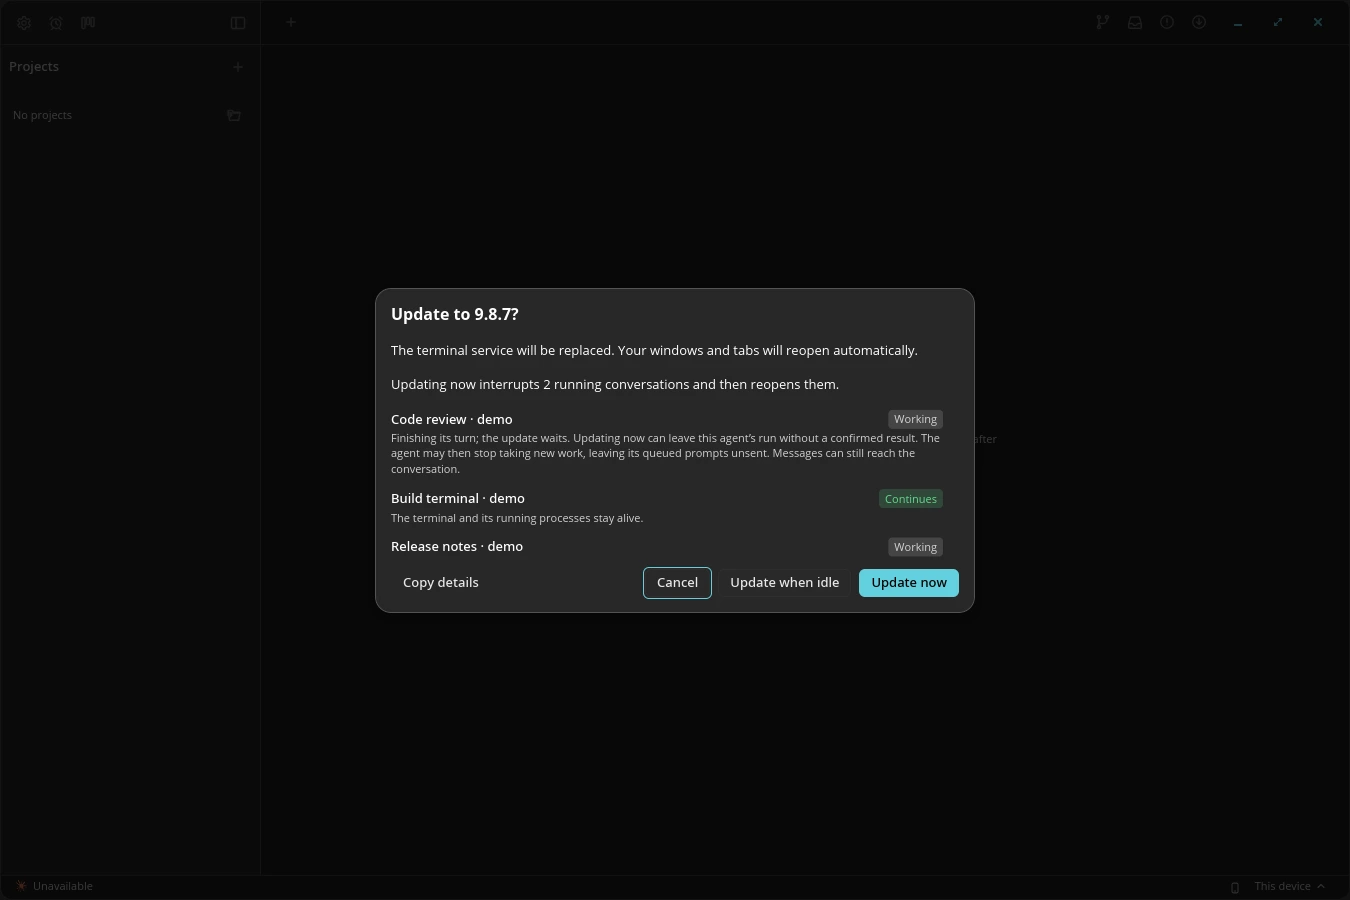 Projects
No projects
Update to 9.8.7?
The terminal service will be replaced. Your windows and tabs will reopen automatically.
Updating now interrupts 2 running conversations and then reopens them.
Code review · demo
Working
Finishing its turn; the update waits. Updating now can leave this agent's run without a confirmed result. The
agent may then stop taking new work, leaving its queued prompts unsent. Messages can still reach the
conversation.
after
Build terminal · demo
Continues
The terminal and its running processes stay alive.
Release notes · demo
Working
Copy details
Cancel
Update when idle
Update now
Unavailable
This device